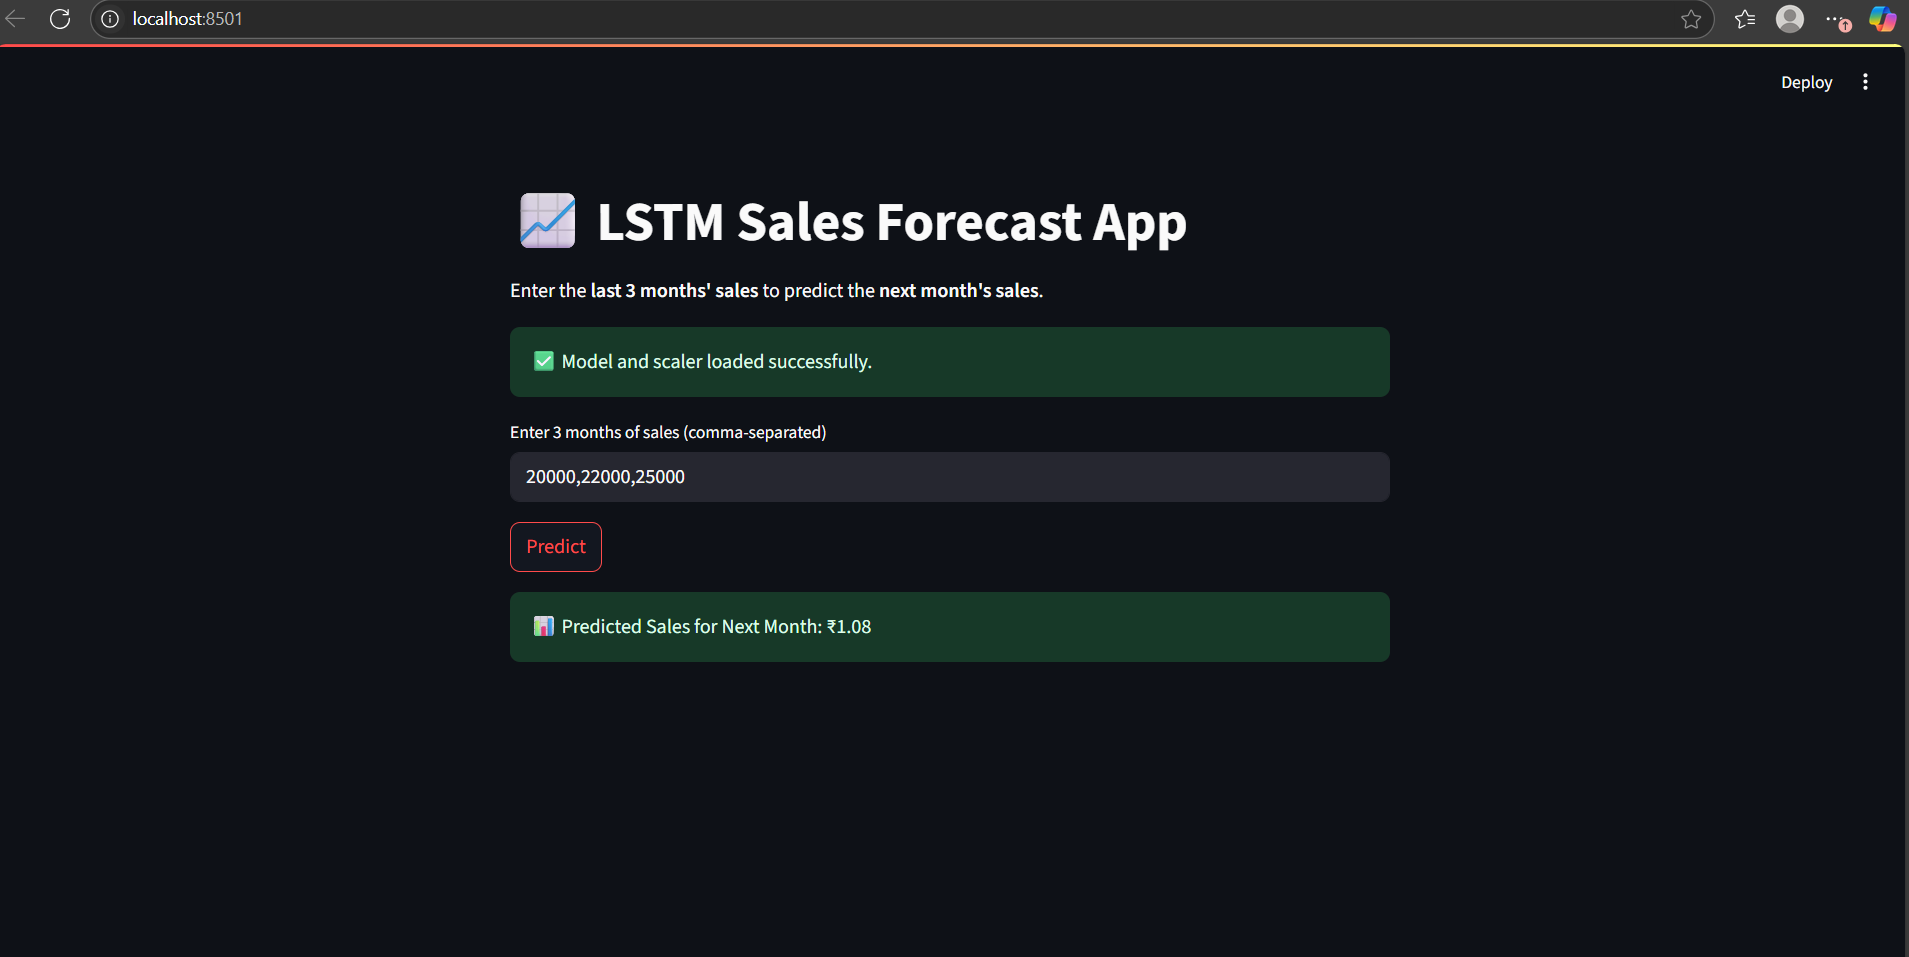 localhost:8501
Deploy
📈 LSTM Sales Forecast App
Enter the last 3 months' sales to predict the next month's sales.
✅ Model and scaler loaded successfully.
Enter 3 months of sales (comma-separated)
20000,22000,25000
Predict
📊 Predicted Sales for Next Month: ₹1.08